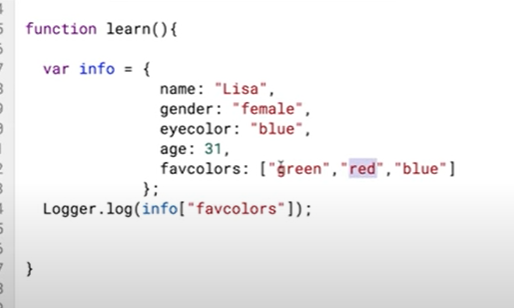 function learn(){
var info = {
name: "Lisa",
gender: "female",
eyecolor: "blue",
age: 31,
favcolors: ["green","red","blue"]
};
Logger.log(info["favcolors"]);
}